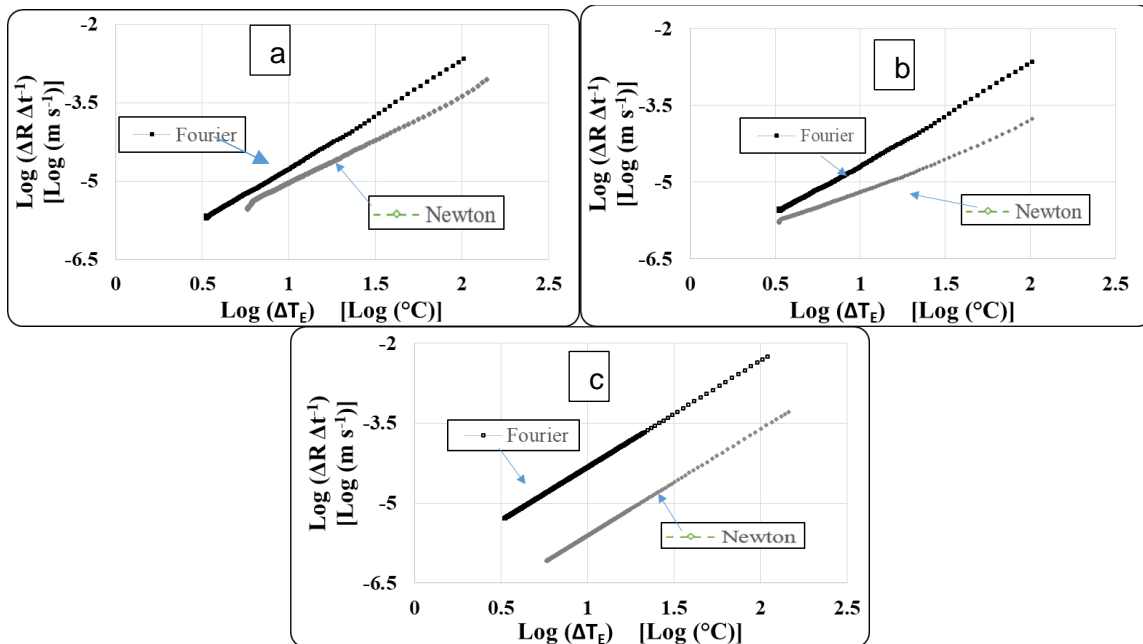 a
-2
-3.5
-5
-6.5
Log (ΔR Δt⁻¹)
[Log (m s⁻¹)]
Fourier
Newton
0 0.5 1 1.5 2 2.5
Log (ΔT_E) [Log (°C)]
b
-2
-3.5
-5
-6.5
Log (ΔR Δt⁻¹)
[Log (m s⁻¹)]
Fourier
Newton
0 0.5 1 1.5 2 2.5
Log (ΔT_E) [Log (°C)]
c
-2
-3.5
-5
-6.5
Log (ΔR Δt⁻¹)
[Log (m s⁻¹)]
Fourier
Newton
0 0.5 1 1.5 2 2.5
Log (ΔT_E) [Log (°C)]